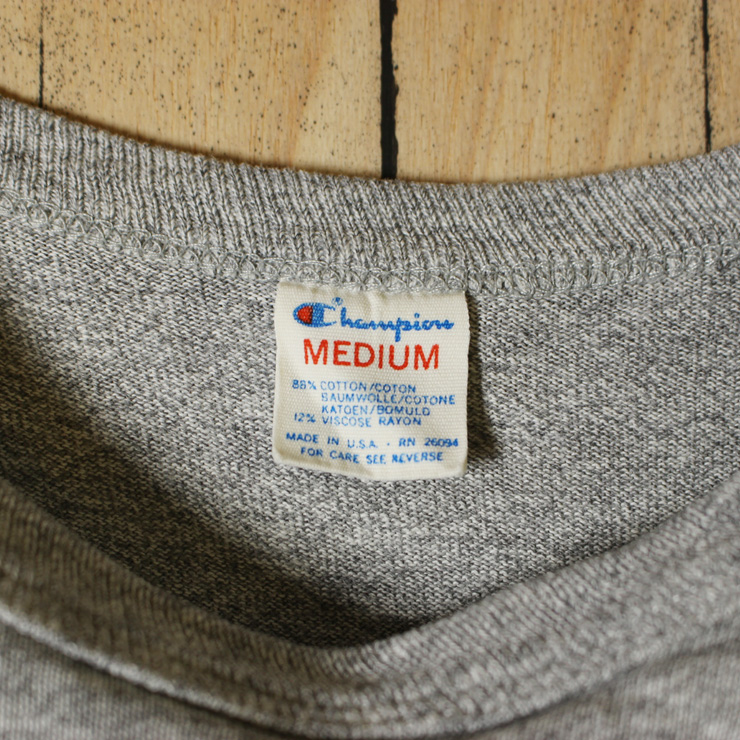 Champion
MEDIUM
88% COTTON/COTON
BAUMWOLLE/COTONE
KATOEN/BOMULD
12% VISCOSE RAYON
MADE IN U.S.A. · RN 26094
FOR CARE SEE REVERSE